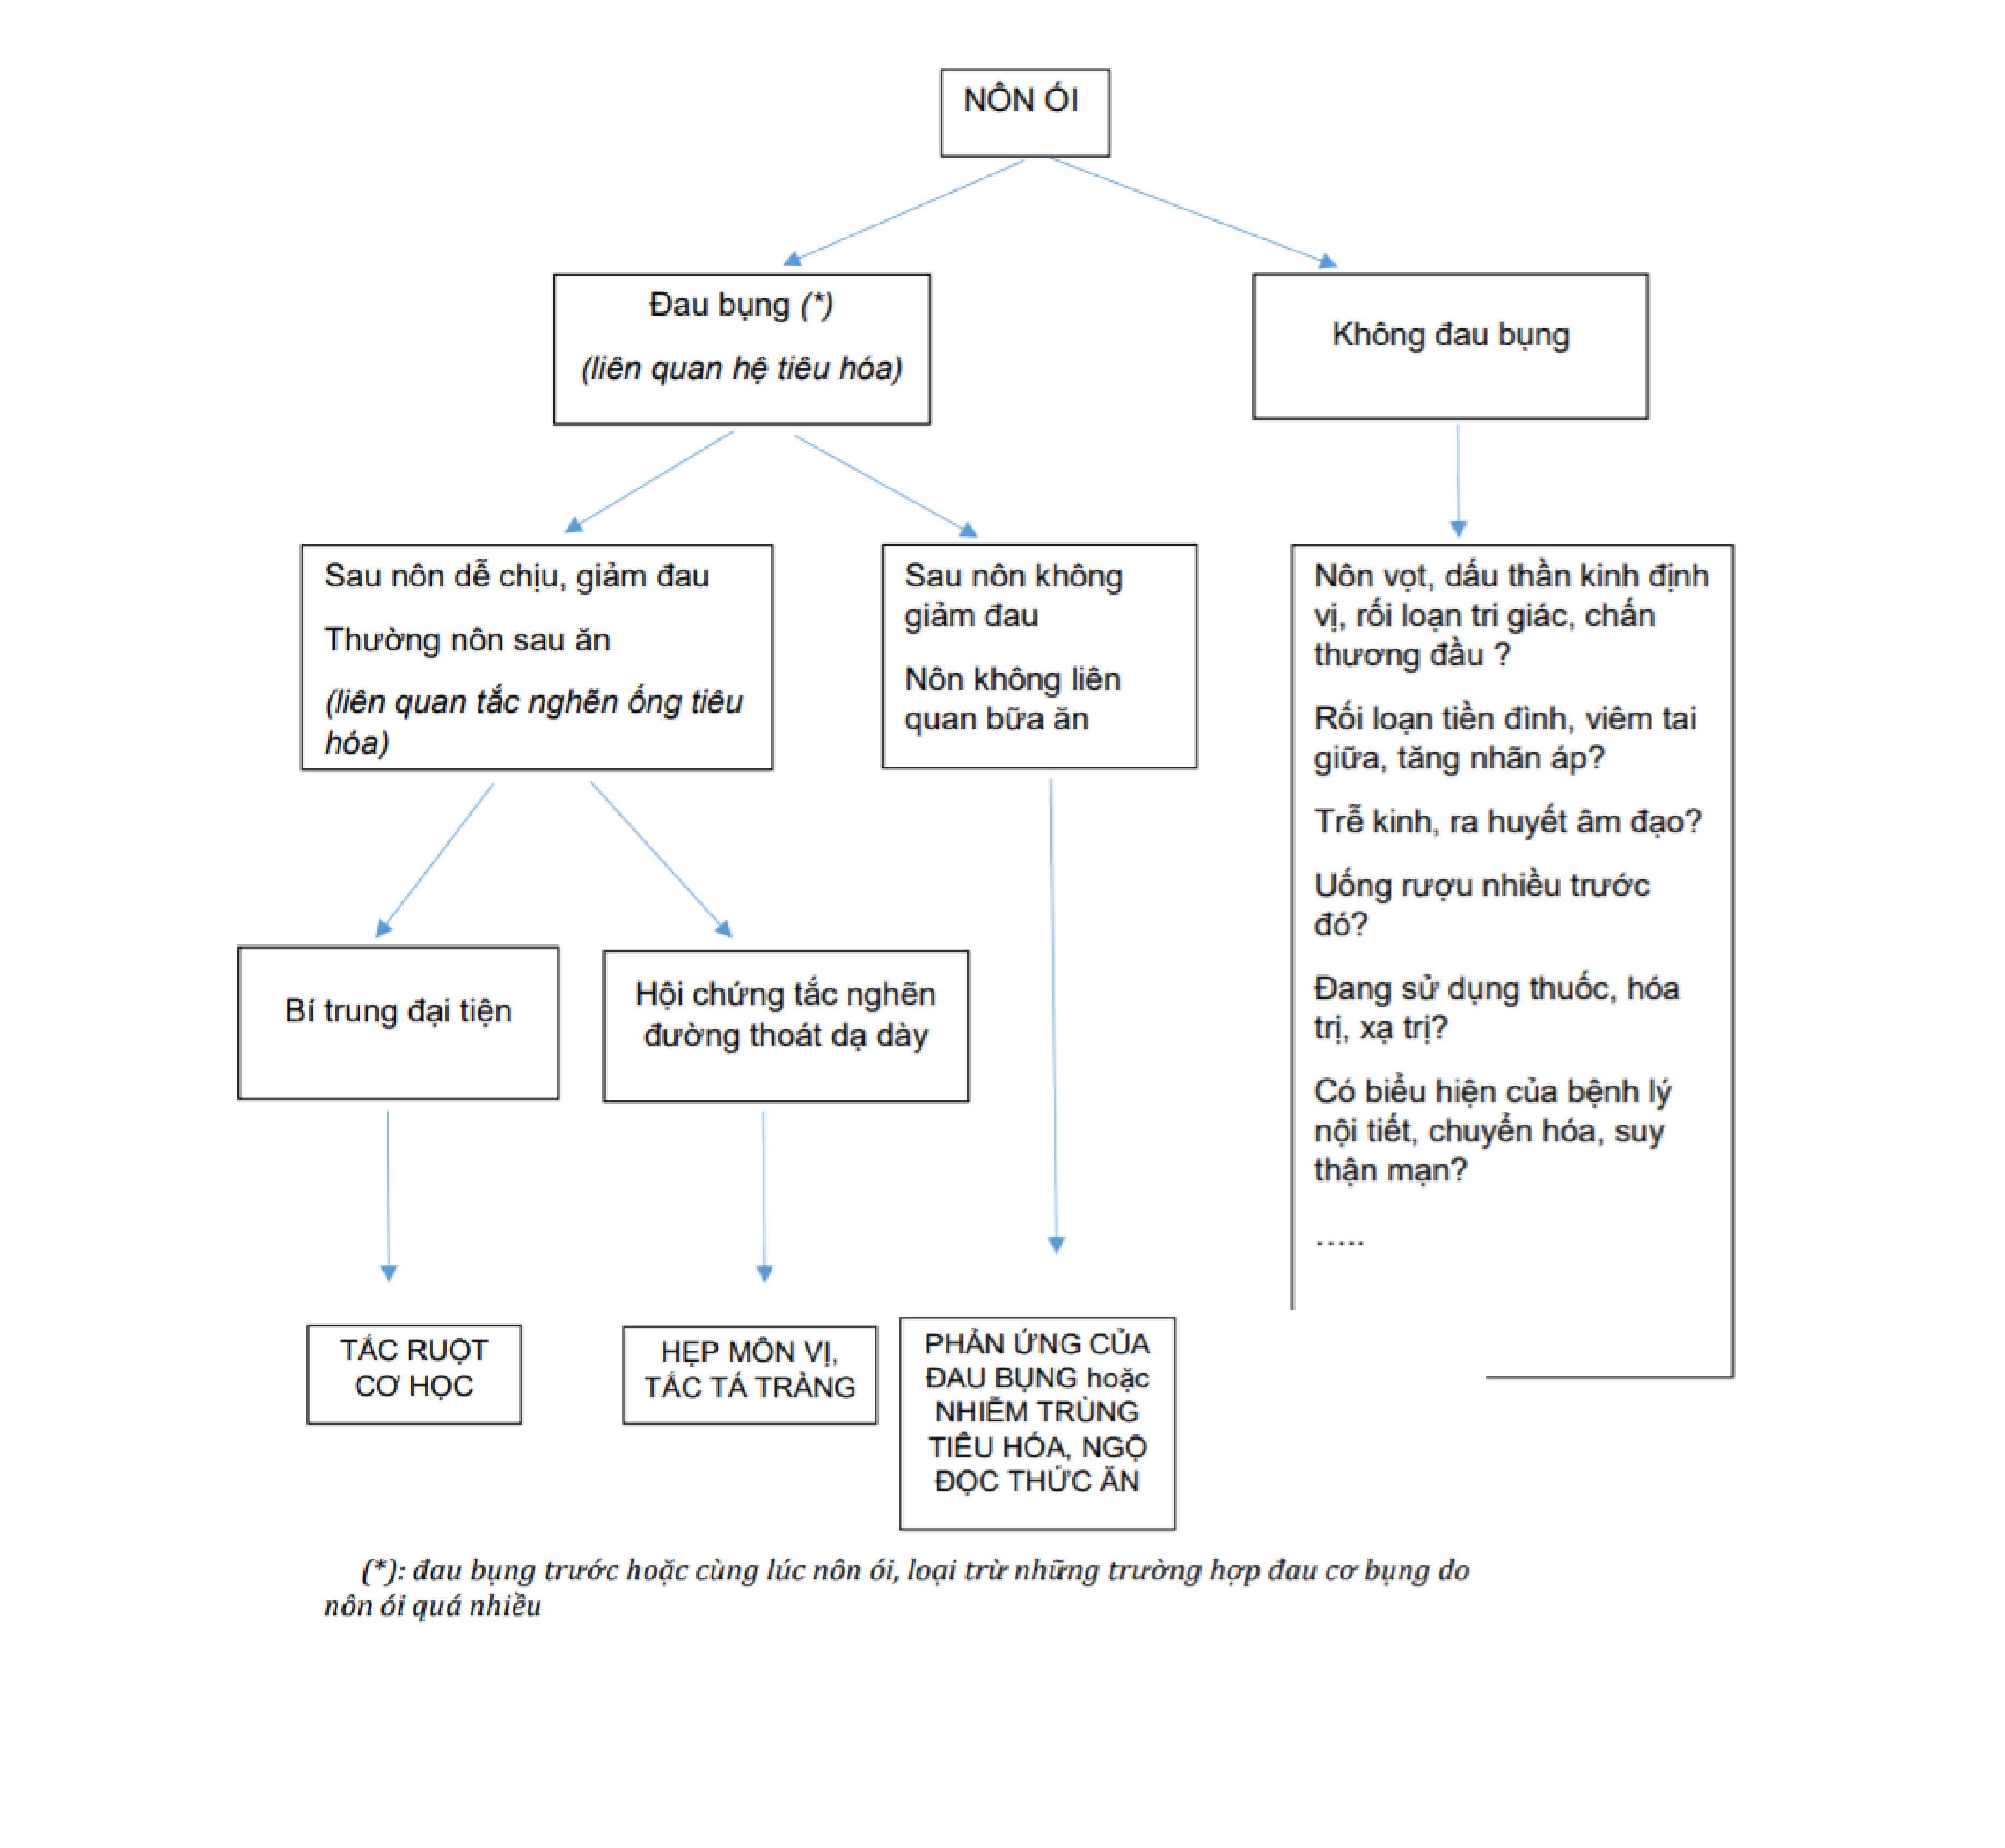 NÔN ÓI
Đau bụng (*)
(liên quan hệ tiêu hóa)
Không đau bụng
Sau nôn dễ chịu, giảm đau
Thường nôn sau ăn
(liên quan tắc nghẽn ống tiêu
hóa)
Sau nôn không
giảm đau
Nôn không liên
quan bữa ăn
Nôn vọt, dấu thần kinh định
vị, rối loạn tri giác, chấn
thương đầu ?
Rối loạn tiền đình, viêm tai
giữa, tăng nhãn áp?
Trễ kinh, ra huyết âm đạo?
Uống rượu nhiều trước
đó?
Đang sử dụng thuốc, hóa
trị, xạ trị?
Có biểu hiện của bệnh lý
nội tiết, chuyển hóa, suy
thận mạn?
.....
Bí trung đại tiện
Hội chứng tắc nghẽn
đường thoát dạ dày
TẮC RUỘT
CƠ HỌC
HẸP MÔN VỊ,
TẮC TÁ TRÀNG
PHẢN ỨNG CỦA
ĐAU BỤNG hoặc
NHIỄM TRÙNG
TIÊU HÓA, NGỘ
ĐỘC THỨC ĂN
(*): đau bụng trước hoặc cùng lúc nôn ói, loại trừ những trường hợp đau cơ bụng do
nôn ói quá nhiều